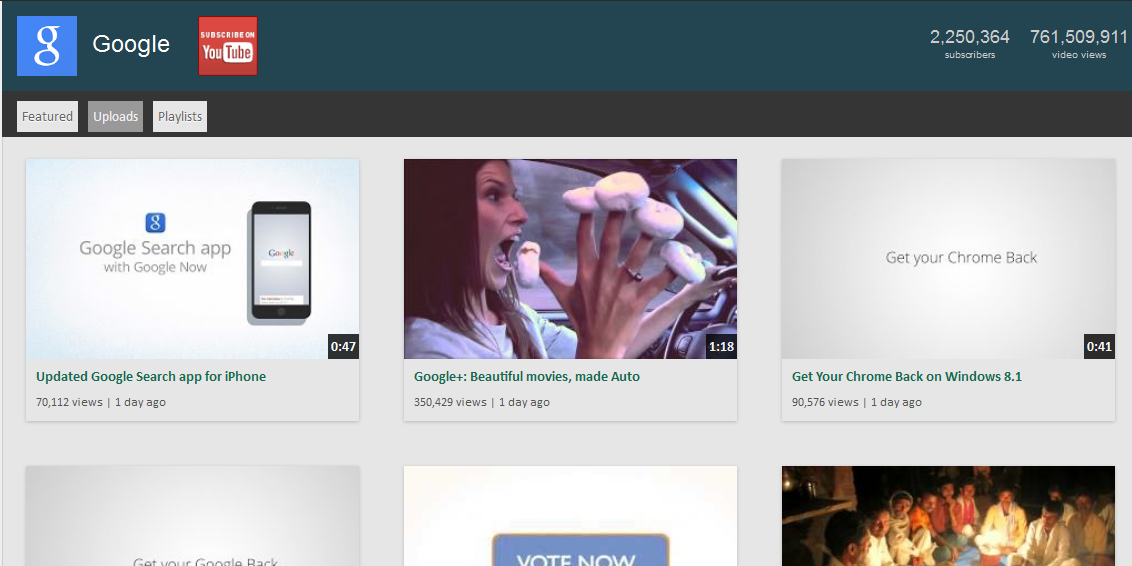 g
Google
SUBSCRIBE ON
YouTube
2,250,364
subscribers
761,509,911
video views
Featured
Uploads
Playlists
g
Google Search app
with Google Now
Google
0:47
1:18
Get your Chrome Back
0:41
Updated Google Search app for iPhone
70,112 views | 1 day ago
Google+: Beautiful movies, made Auto
350,429 views | 1 day ago
Get Your Chrome Back on Windows 8.1
90,576 views | 1 day ago
Get your Google Back
VOTE NOW